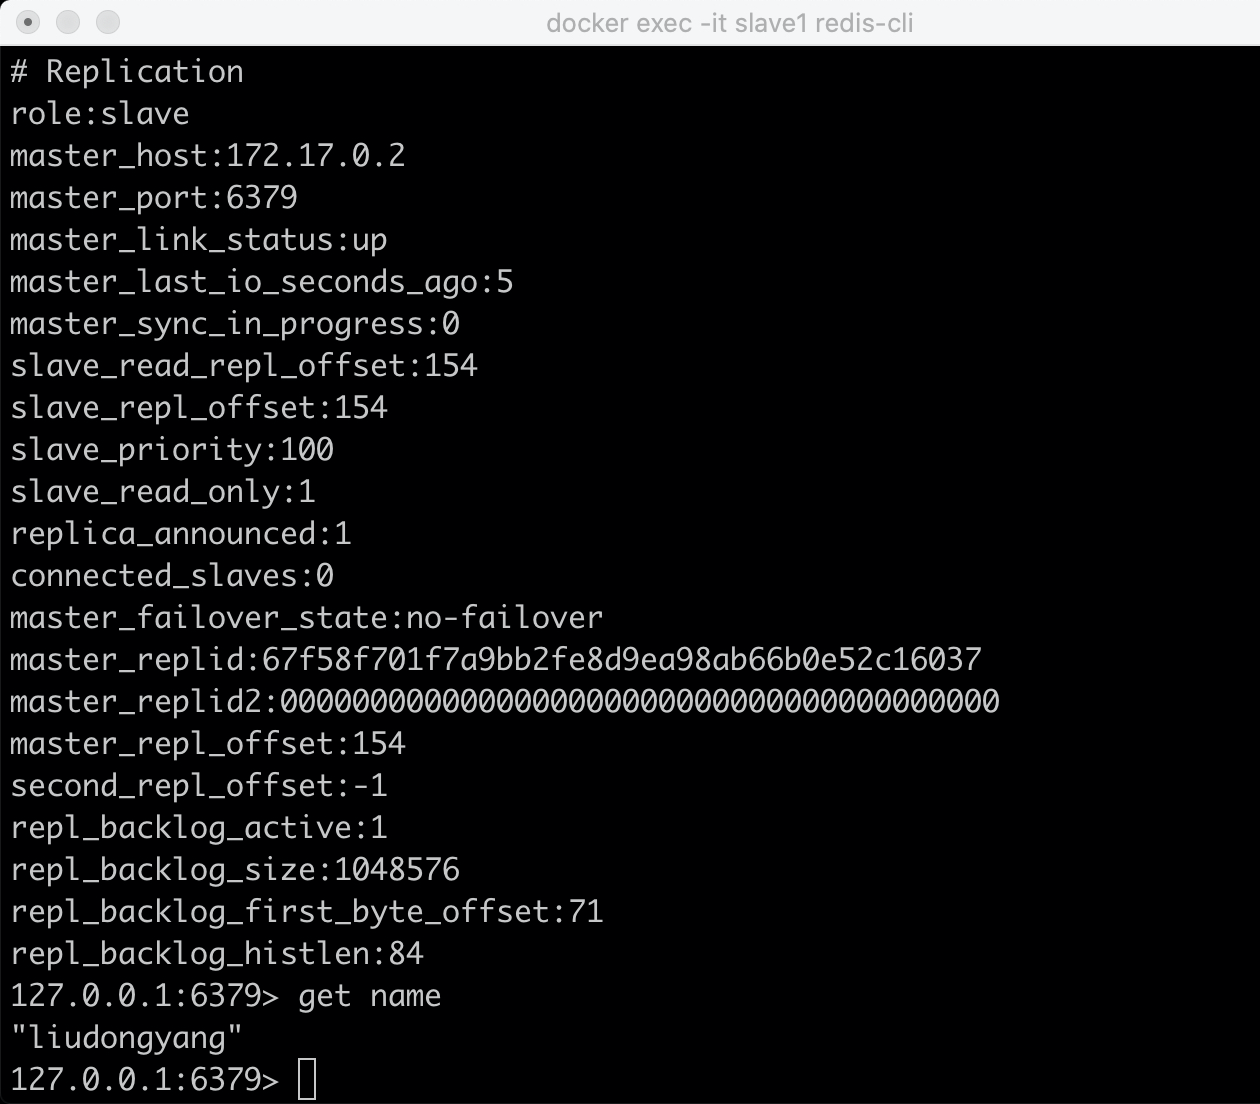 docker exec -it slave1 redis-cli
# Replication
role:slave
master_host:172.17.0.2
master_port:6379
master_link_status:up
master_last_io_seconds_ago:5
master_sync_in_progress:0
slave_read_repl_offset:154
slave_repl_offset:154
slave_priority:100
slave_read_only:1
replica_announced:1
connected_slaves:0
master_failover_state:no-failover
master_replid:67f58f701f7a9bb2fe8d9ea98ab66b0e52c16037
master_replid2:0000000000000000000000000000000000000000
master_repl_offset:154
second_repl_offset:-1
repl_backlog_active:1
repl_backlog_size:1048576
repl_backlog_first_byte_offset:71
repl_backlog_histlen:84
127.0.0.1:6379> get name
"liudongyang"
127.0.0.1:6379>